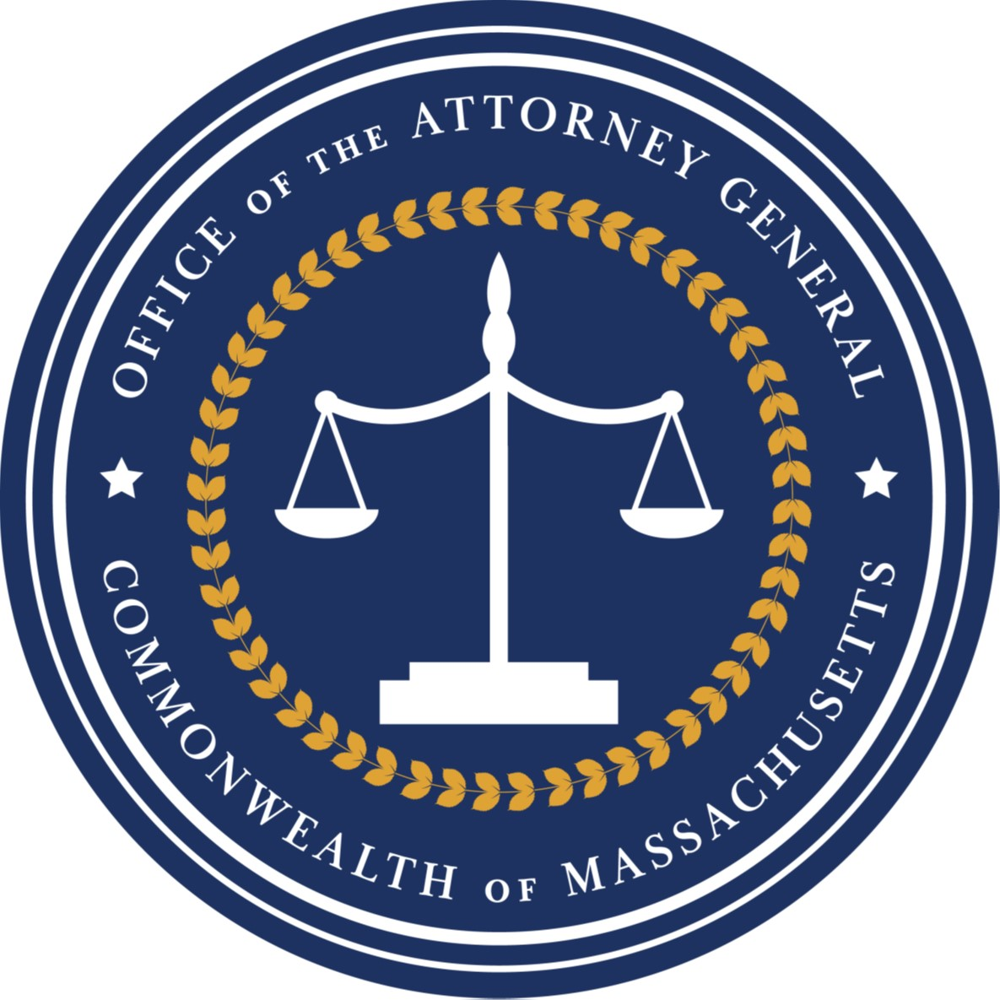 OFFICE OF THE ATTORNEY GENERAL
COMMONWEALTH OF MASSACHUSETTS